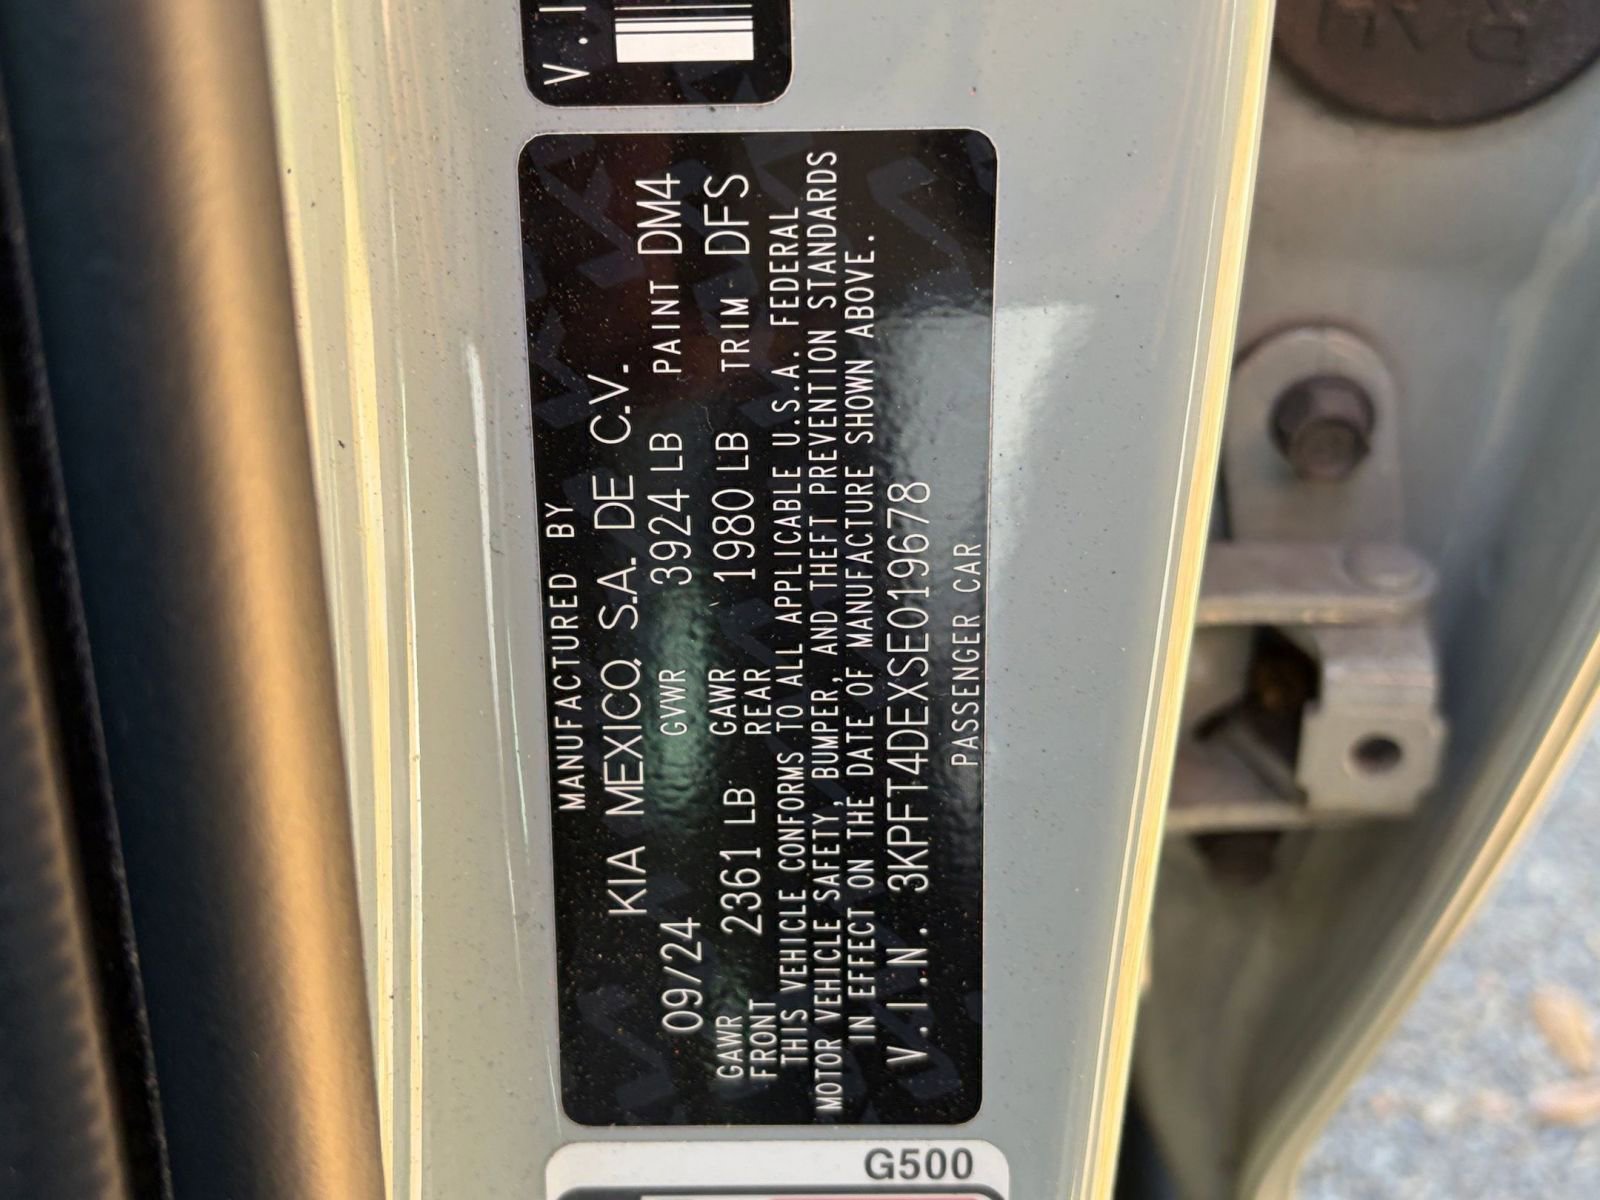 MANUFACTURED BY
KIA MEXICO, S.A. DE C.V.
09/24 GVWR 3924 LB PAINT DM4
GAWR FRONT 2361 LB GAWR REAR 1980 LB TRIM DFS
THIS VEHICLE CONFORMS TO ALL APPLICABLE U.S.A. FEDERAL
MOTOR VEHICLE SAFETY, BUMPER, AND THEFT PREVENTION STANDARDS
IN EFFECT ON THE DATE OF MANUFACTURE SHOWN ABOVE.
V.I.N. 3KPFT4DEXSE019678
PASSENGER CAR
V.I
G500